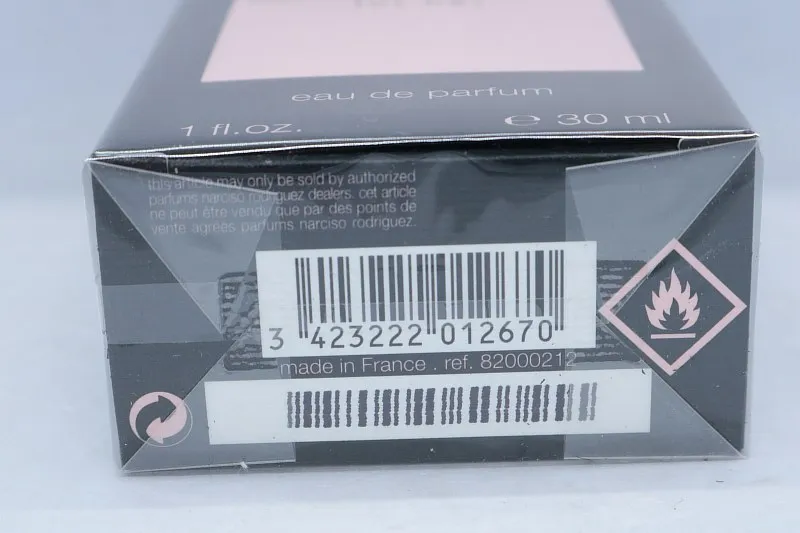 eau de parfum
1 fl.oz. ℮ 30 ml
this article may only be sold by authorized
parfums narciso rodriguez dealers. cet article
ne peut être vendu que par des points de
vente agréés parfums narciso rodriguez.
3 423222 012670
made in France . ref. 82000212